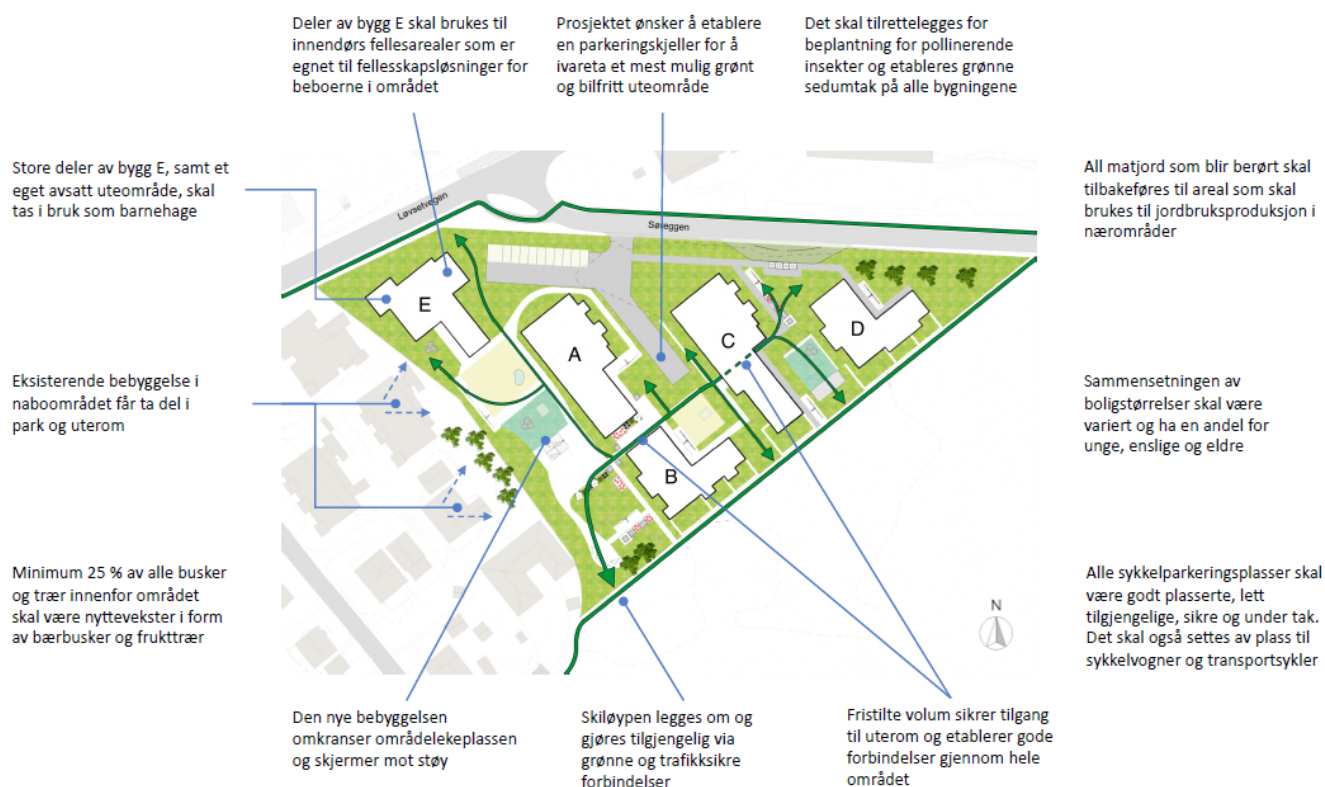 Deler av bygg E skal brukes til
innendørs fellesarealer som er
egnet til fellesskapsløsninger for
beboerne i området
Prosjektet ønsker å etablere
en parkeringskjeller for å
ivareta et mest mulig grønt
og bilfritt uteområde
Det skal tilrettelegges for
beplantning for pollinerende
insekter og etableres grønne
sedumtak på alle bygningene
Store deler av bygg E, samt et
eget avsatt uteområde, skal
tas i bruk som barnehage
All matjord som blir berørt skal
tilbakeføres til areal som skal
brukes til jordbruksproduksjon i
nærområder
Løvsetvegen
Søreggen
E
A
C
D
B
Eksisterende bebyggelse i
naboområdet får ta del i
park og uterom
Sammensetningen av
boligstørrelser skal være
variert og ha en andel for
unge, enslige og eldre
Minimum 25 % av alle busker
og trær innenfor området
skal være nyttevekster i form
av bærbusker og frukttrær
Alle sykkelparkeringsplasser skal
være godt plasserte, lett
tilgjengelige, sikre og under tak.
Det skal også settes av plass til
sykkelvogner og transportsykler
N
Den nye bebyggelsen
omkranser områdelekeplassen
og skjermer mot støy
Skiløypen legges om og
gjøres tilgjengelig via
grønne og trafikksikre
forbindelser
Fristilte volum sikrer tilgang
til uterom og etablerer gode
forbindelser gjennom hele
området